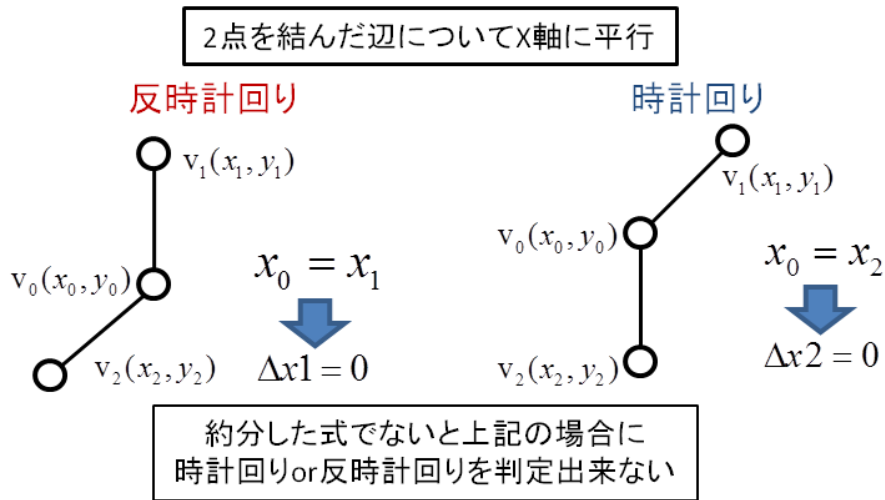 2点を結んだ辺についてX軸に平行
反時計回り
v₁(x₁, y₁)
v₀(x₀, y₀)
v₂(x₂, y₂)
x₀ = x₁
Δx1 = 0
時計回り
v₁(x₁, y₁)
v₀(x₀, y₀)
v₂(x₂, y₂)
x₀ = x₂
Δx2 = 0
約分した式でないと上記の場合に
時計回りor反時計回りを判定出来ない